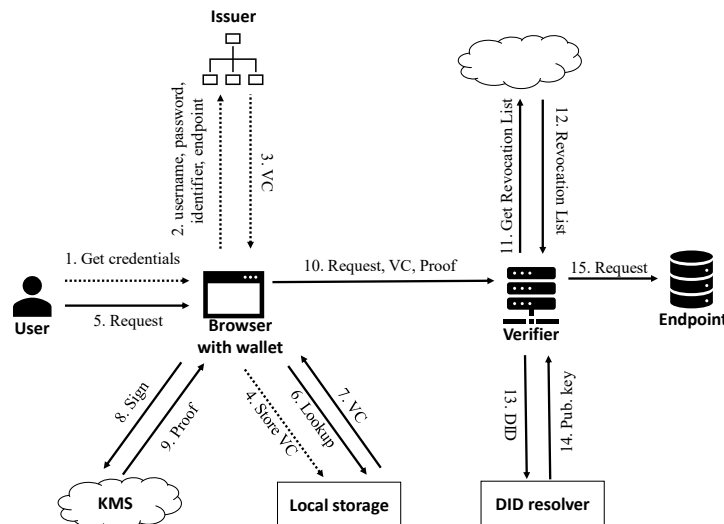 Issuer
2. username, password,
identifier, endpoint
3. VC
11. Get Revocation List
12. Revocation List
1. Get credentials
10. Request, VC, Proof
15. Request
User
5. Request
Browser
with wallet
Verifier
Endpoint
8. Sign
9. Proof
4. Store VC
6. Lookup
7. VC
13. DID
14. Pub. key
KMS
Local storage
DID resolver